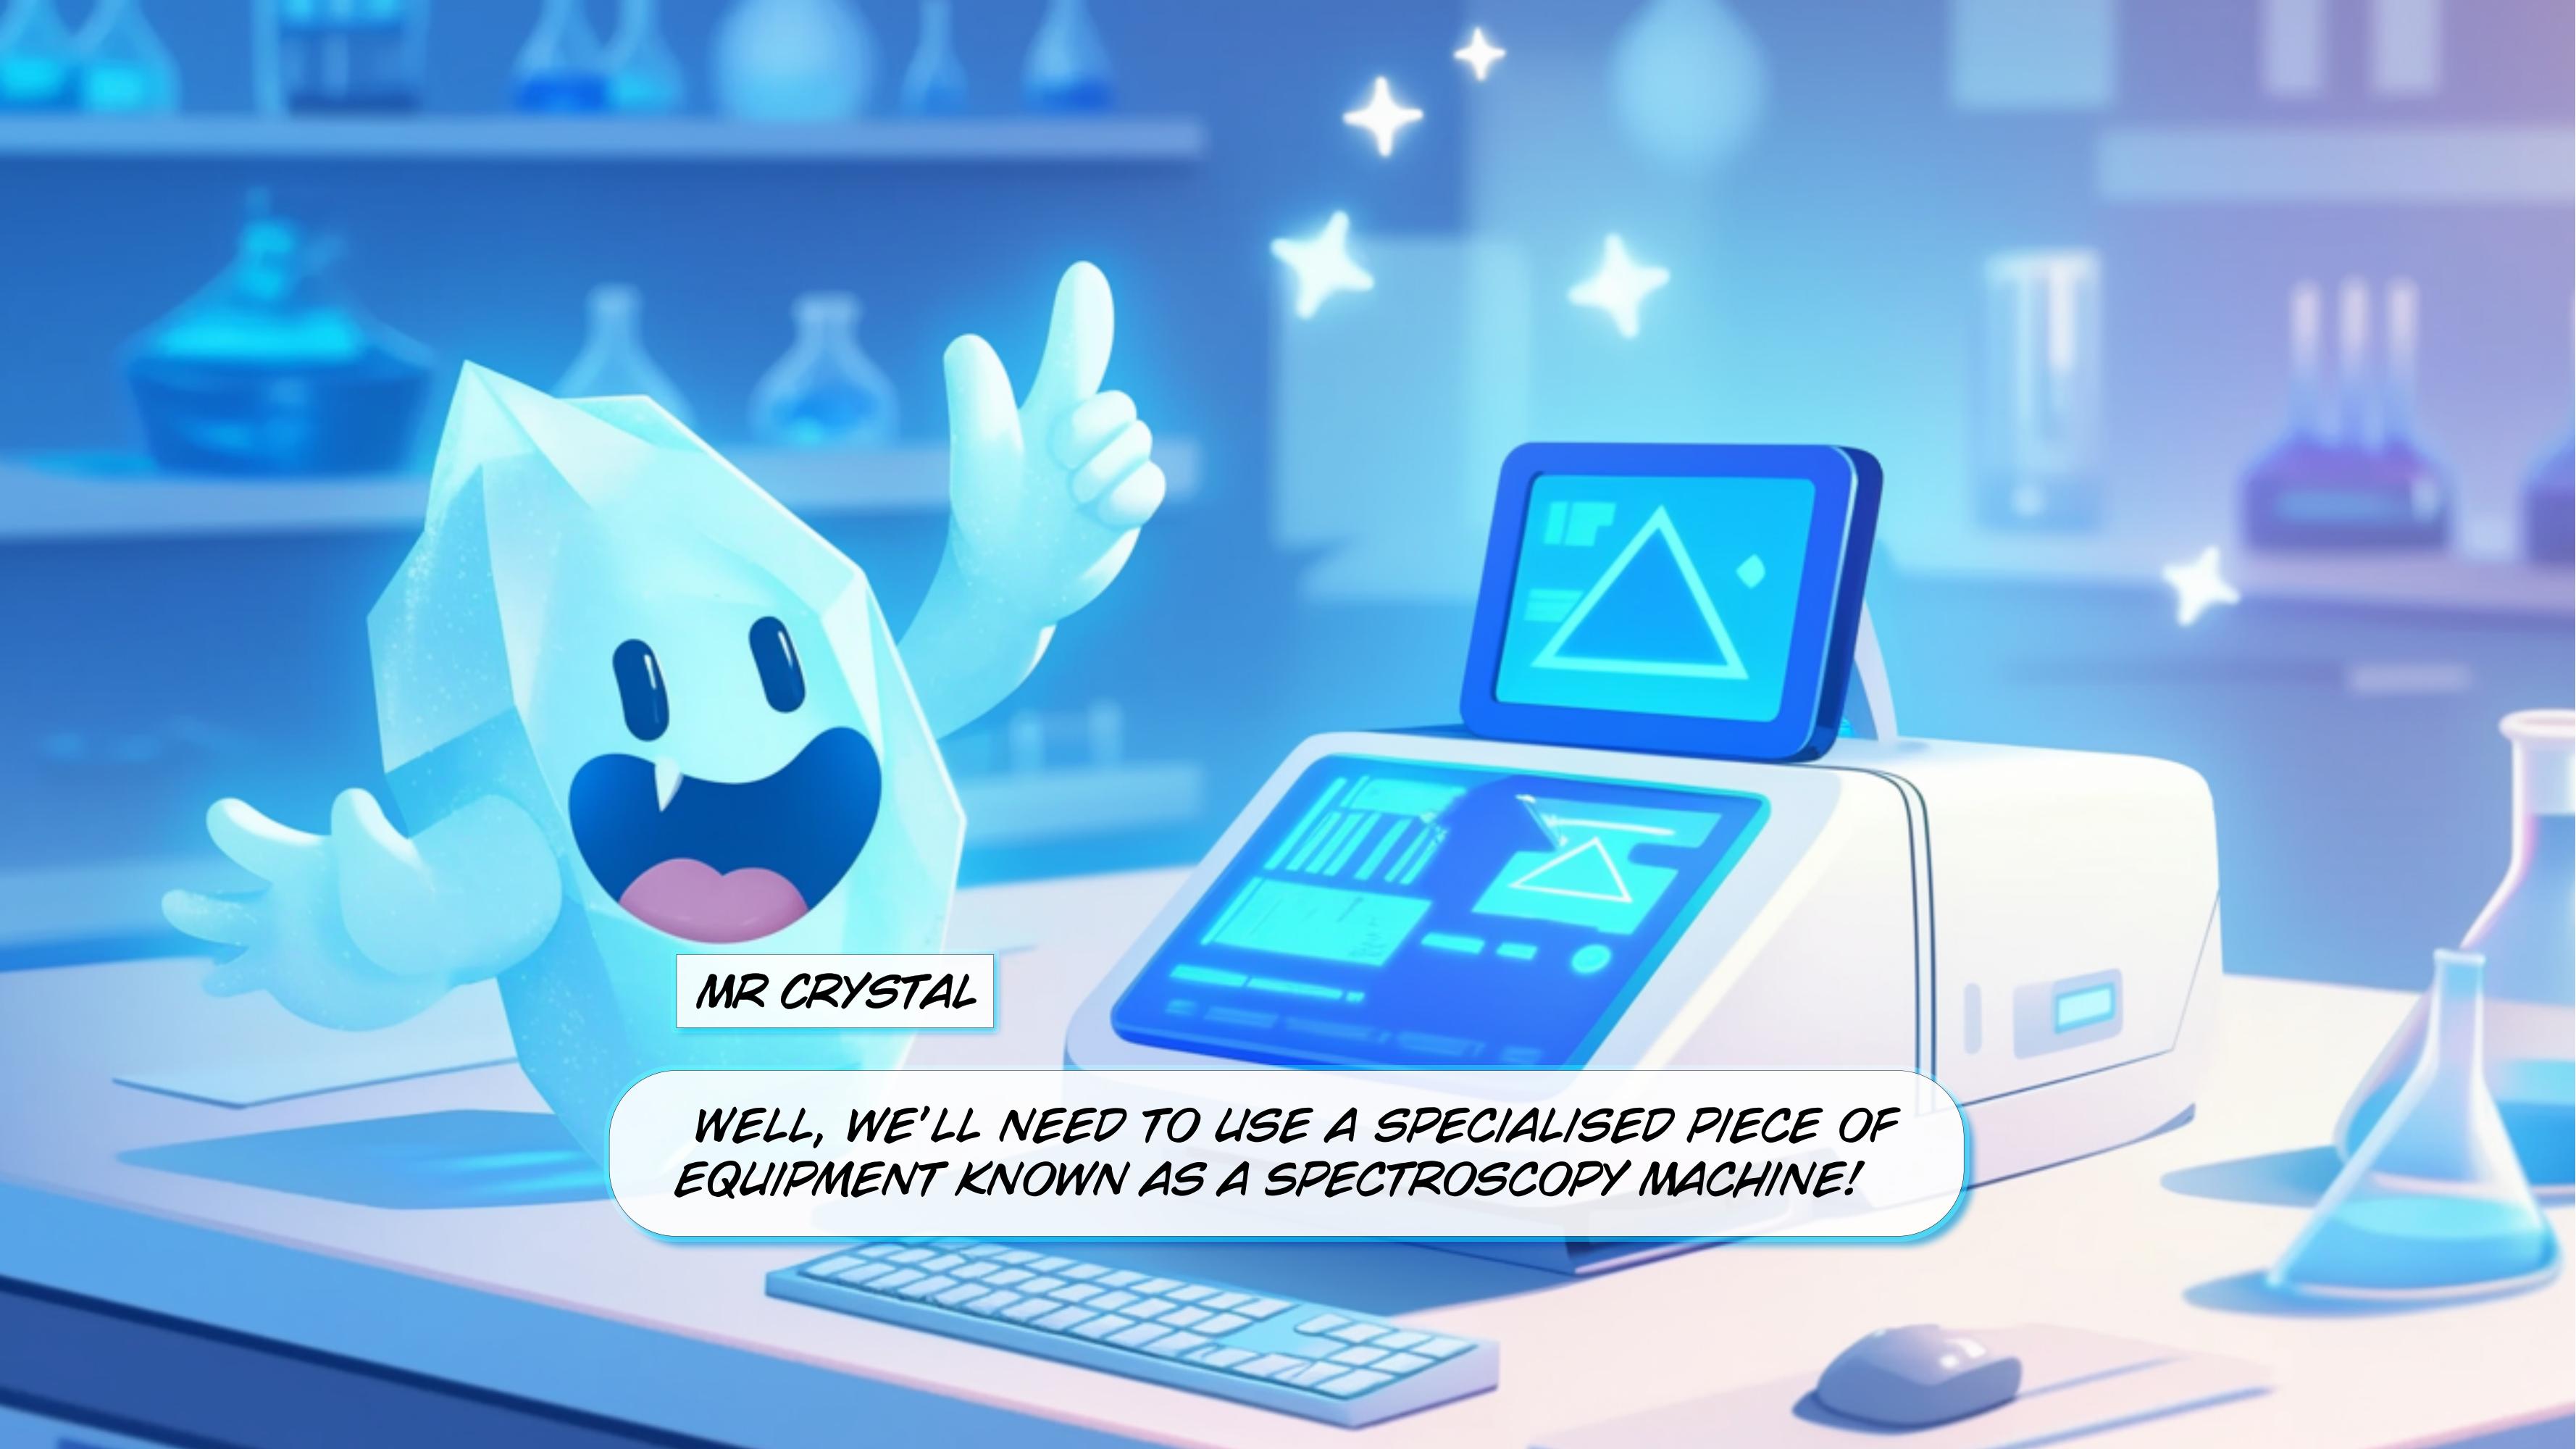 MR CRYSTAL
WELL, WE'LL NEED TO USE A SPECIALISED PIECE OF
EQUIPMENT KNOWN AS A SPECTROSCOPY MACHINE!